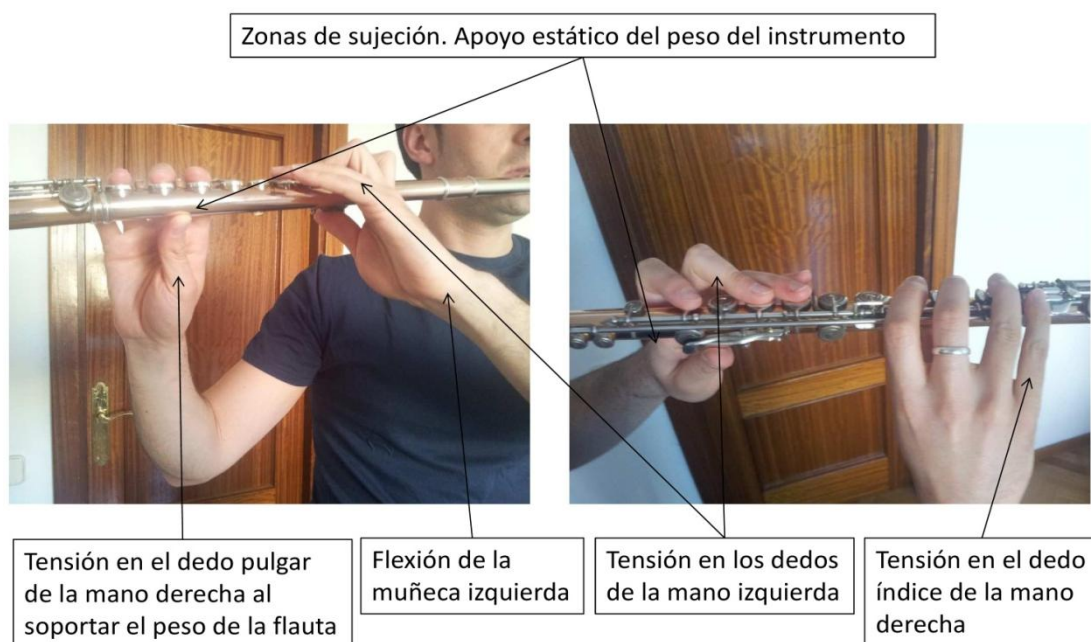 Zonas de sujeción. Apoyo estático del peso del instrumento
Tensión en el dedo pulgar
de la mano derecha al
soportar el peso de la flauta
Flexión de la
muñeca izquierda
Tensión en los dedos
de la mano izquierda
Tensión en el dedo
índice de la mano
derecha